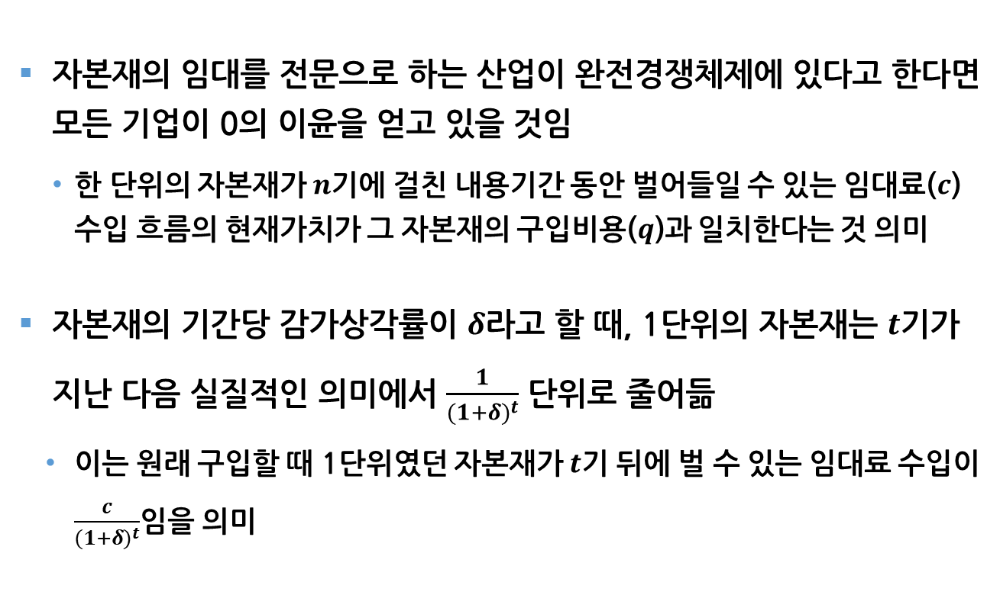 ▪ 자본재의 임대를 전문으로 하는 산업이 완전경쟁체제에 있다고 한다면
모든 기업이 0의 이윤을 얻고 있을 것임
• 한 단위의 자본재가 n기에 걸친 내용기간 동안 벌어들일 수 있는 임대료(c)
수입 흐름의 현재가치가 그 자본재의 구입비용(q)과 일치한다는 것 의미
▪ 자본재의 기간당 감가상각률이 δ라고 할 때, 1단위의 자본재는 t기가
지난 다음 실질적인 의미에서 1/(1+δ)^t 단위로 줄어듦
• 이는 원래 구입할 때 1단위였던 자본재가 t기 뒤에 벌 수 있는 임대료 수입이
c/(1+δ)^t임을 의미